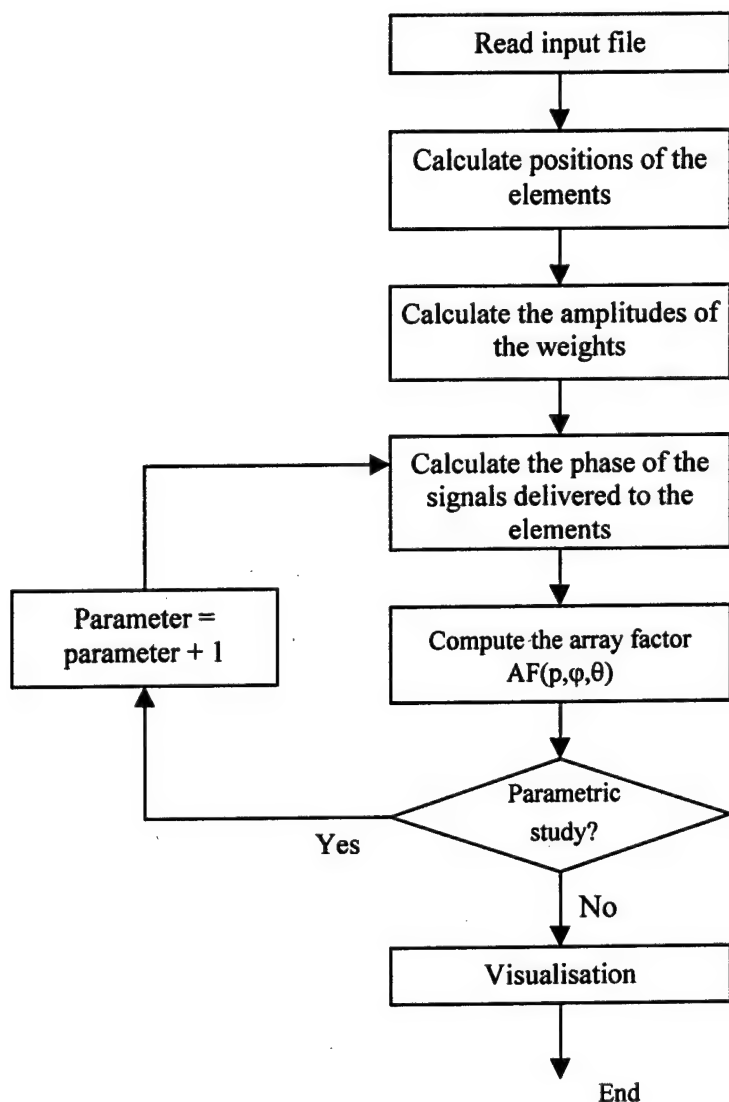 Read input file
Calculate positions of the
elements
Calculate the amplitudes of
the weights
Calculate the phase of the
signals delivered to the
elements
Parameter =
parameter + 1
Compute the array factor
AF(p,φ,θ)
Parametric
study?
Yes
No
Visualisation
End